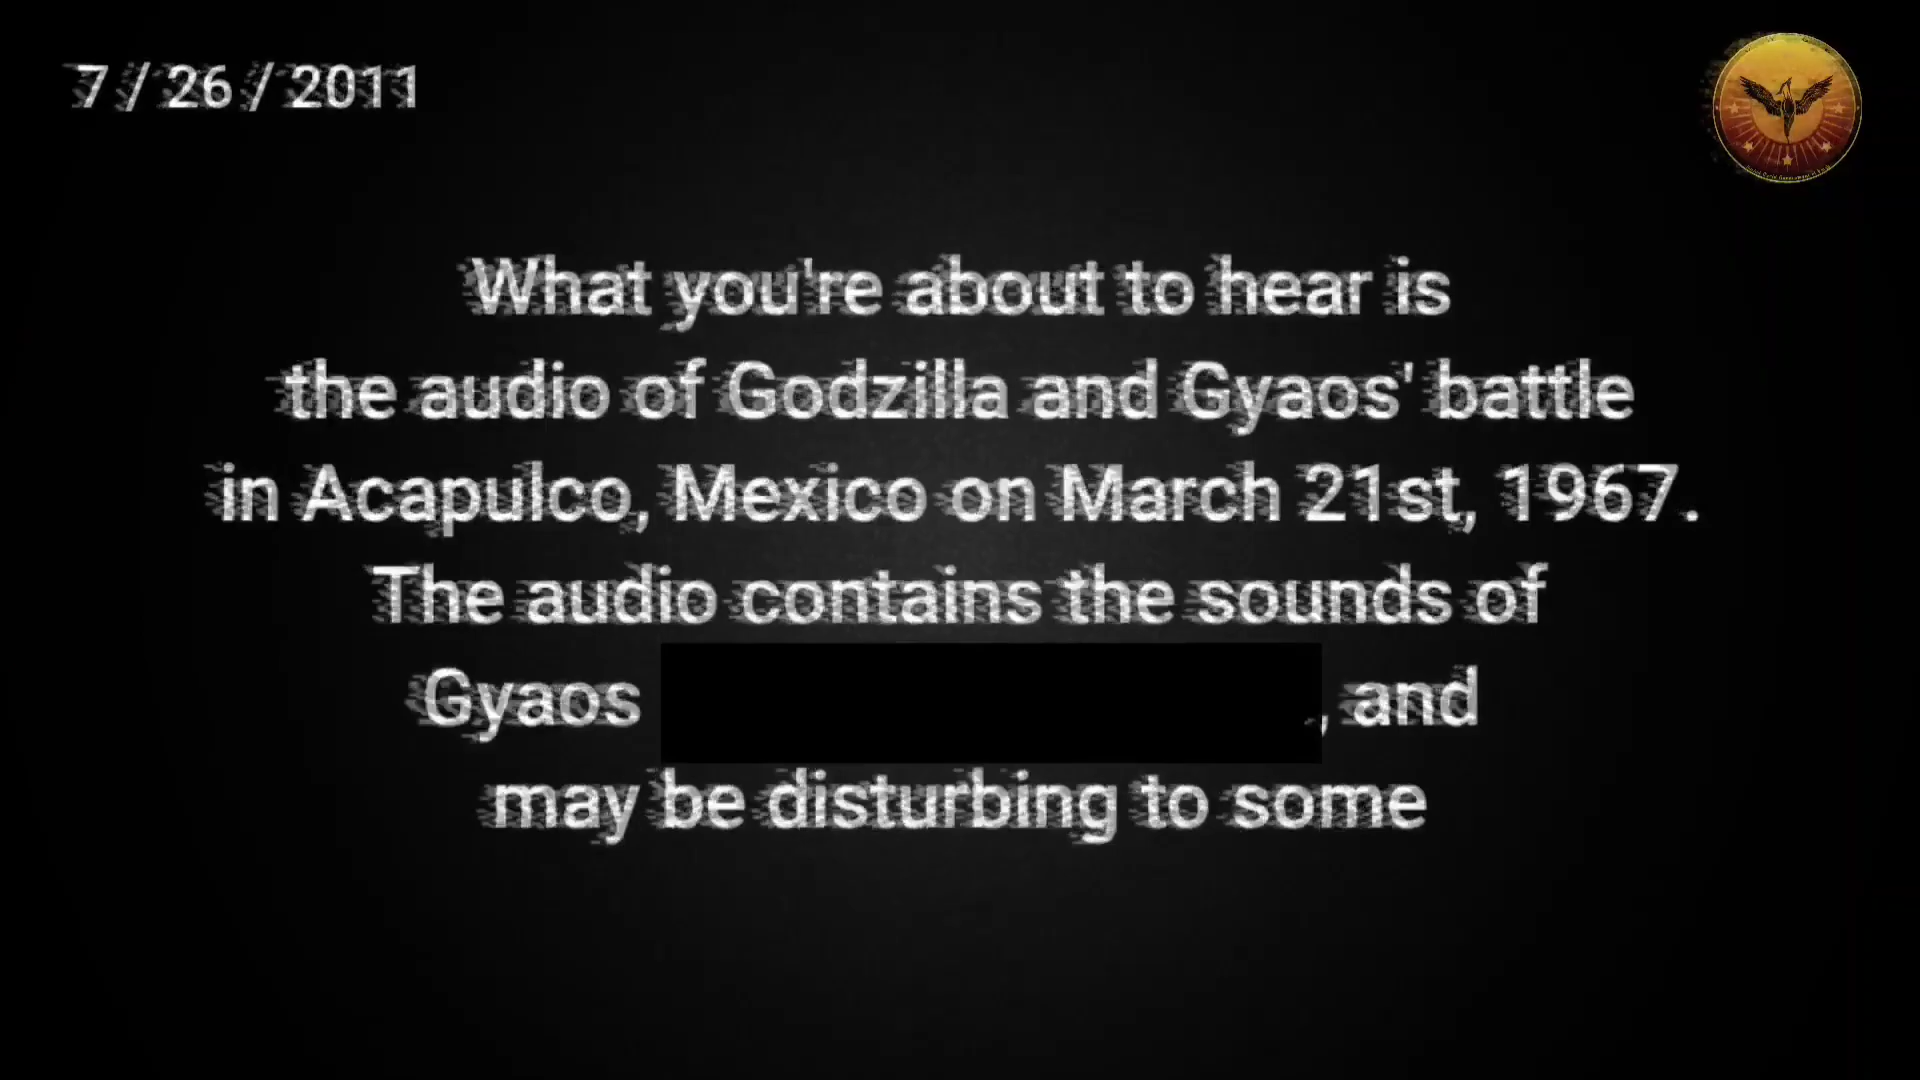 7/26/2011
What you're about to hear is
the audio of Godzilla and Gyaos' battle
in Acapulco, Mexico on March 21st, 1967.
The audio contains the sounds of
Gyaos , and
may be disturbing to some